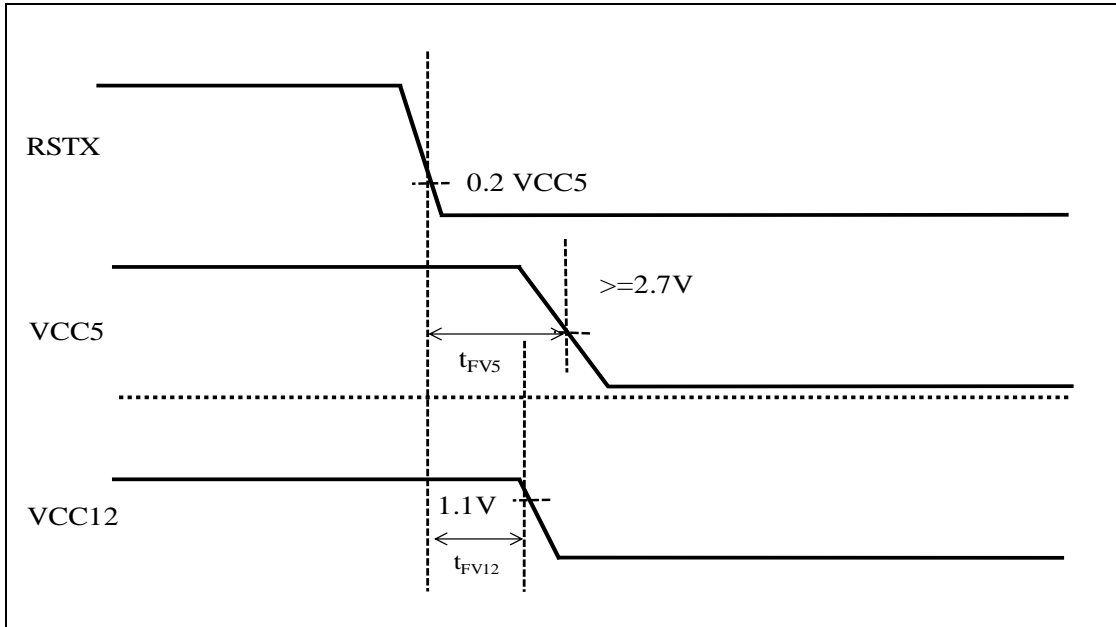 RSTX
0.2 VCC5
>=2.7V
VCC5
tFV5
1.1V
VCC12
tFV12